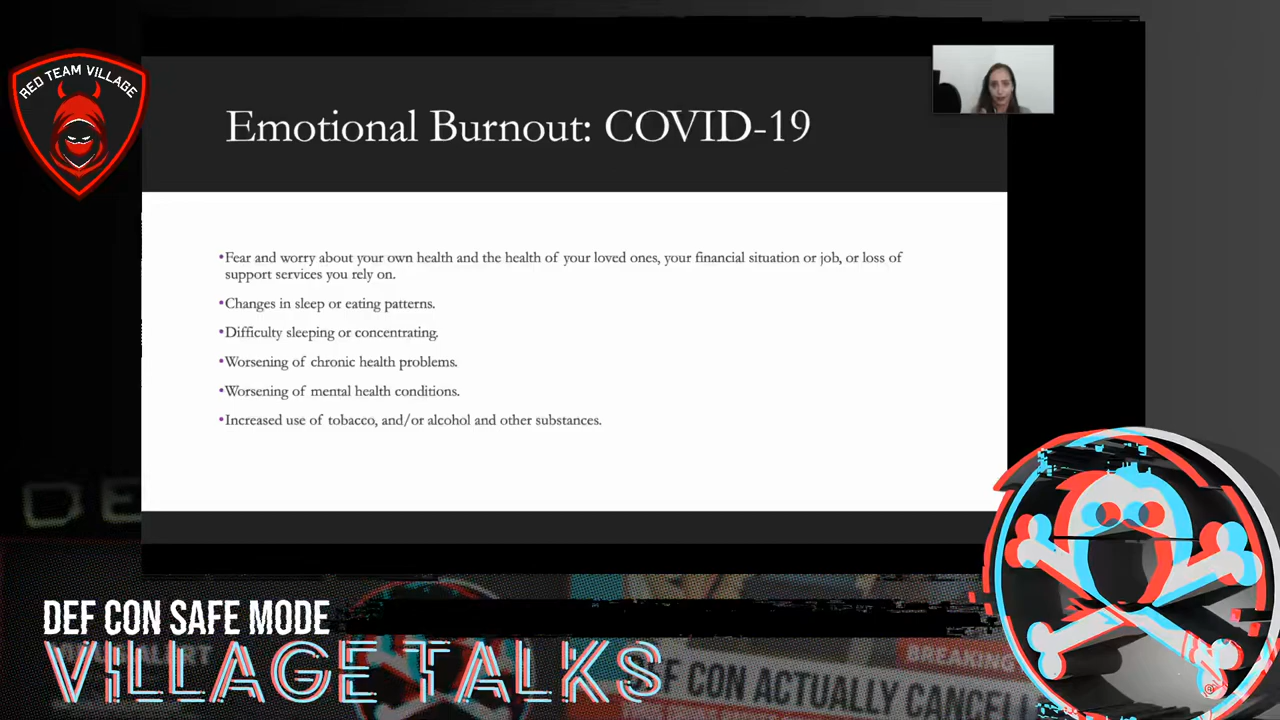 RED TEAM VILLAGE
Emotional Burnout: COVID-19
•Fear and worry about your own health and the health of your loved ones, your financial situation or job, or loss of
support services you rely on.
•Changes in sleep or eating patterns.
•Difficulty sleeping or concentrating.
•Worsening of chronic health problems.
•Worsening of mental health conditions.
•Increased use of tobacco, and/or alcohol and other substances.
DE
DEF CON SAFE MODE
VILLAGE TALKS
BREAKING
DEF CON ACTUALLY CANCELL